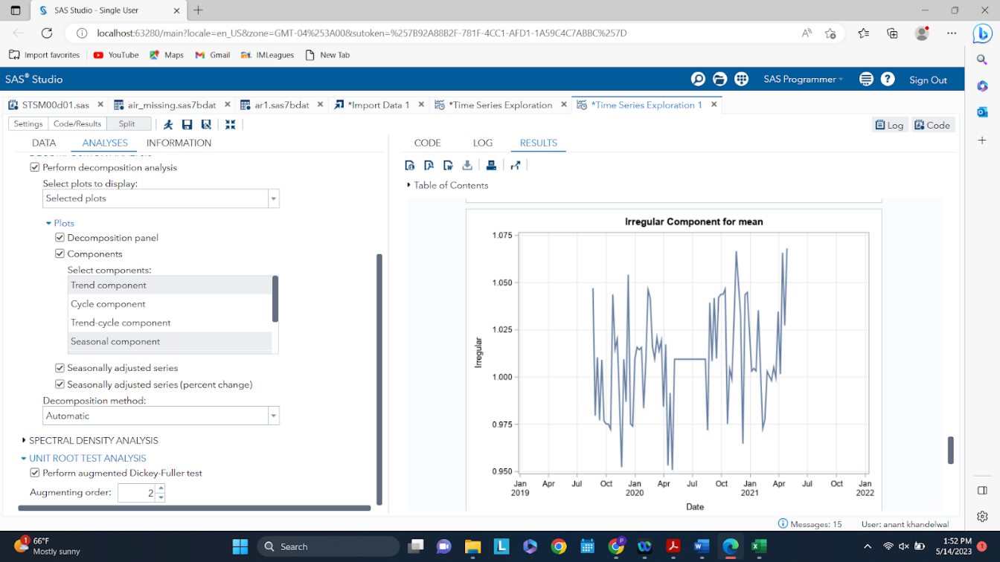 SAS Studio - Single User
localhost:63280/main?locale=en_US&zone=GMT-04%253A00&sutoken=%257B92A88B2F-781F-4CC1-AFD1-1A59C4C7ABBC%257D
Import favorites YouTube Maps Gmail IMLeagues New Tab
SAS® Studio SAS Programmer Sign Out
STSM00d01.sas air_missing.sas7bdat ar1.sas7bdat *Import Data 1 *Time Series Exploration *Time Series Exploration 1
Settings Code/Results Split Log Code
DATA ANALYSES INFORMATION
Perform decomposition analysis
Select plots to display:
Selected plots
Plots
Decomposition panel
Components
Select components:
Trend component
Cycle component
Trend-cycle component
Seasonal component
Seasonally adjusted series
Seasonally adjusted series (percent change)
Decomposition method:
Automatic
SPECTRAL DENSITY ANALYSIS
UNIT ROOT TEST ANALYSIS
Perform augmented Dickey-Fuller test
Augmenting order: 2
CODE LOG RESULTS
Table of Contents
Irregular Component for mean
1.075
1.050
1.025
1.000
0.975
0.950
Irregular
Jan Apr Jul Oct Jan Apr Jul Oct Jan Apr Jul Oct Jan
2019 2020 2021 2022
Date
Messages: 15 User: anant khandelwal
1
66°F
Mostly sunny
Search
P
1:52 PM
5/14/2023
1